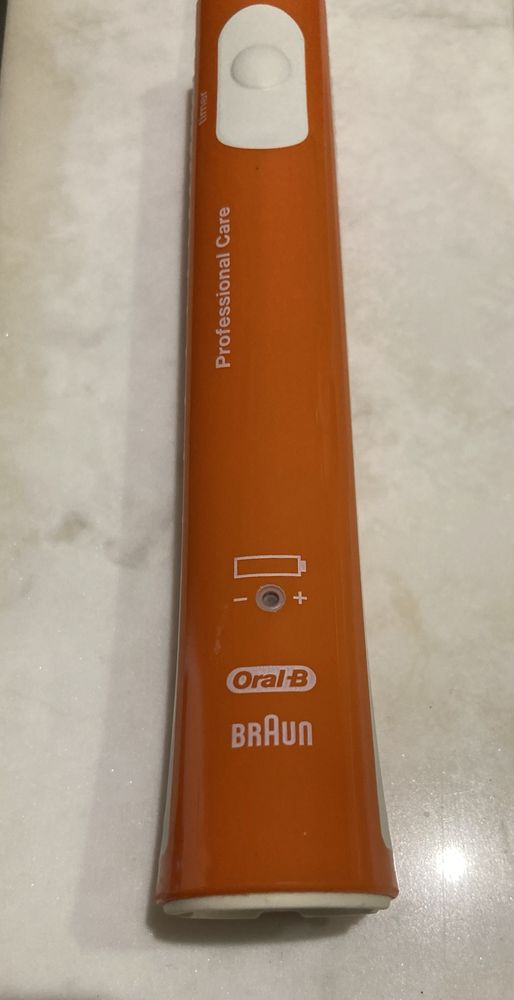 timer
Professional Care
- +
Oral-B
BRAUN